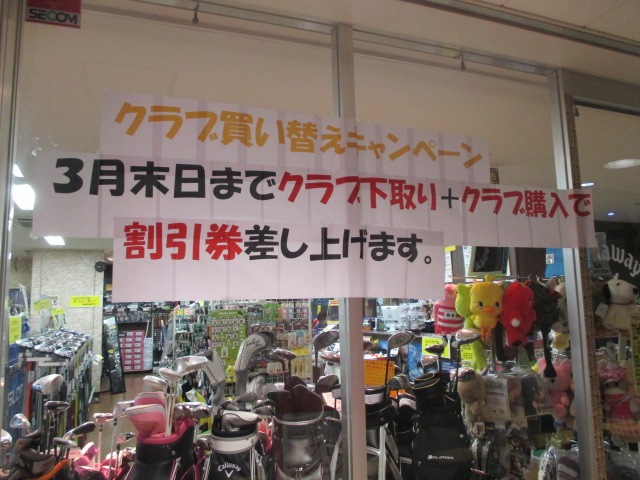 SECOM
クラブ買い替えキャンペーン
３月末日までクラブ下取り＋クラブ購入で
割引券差し上げます。
Callaway